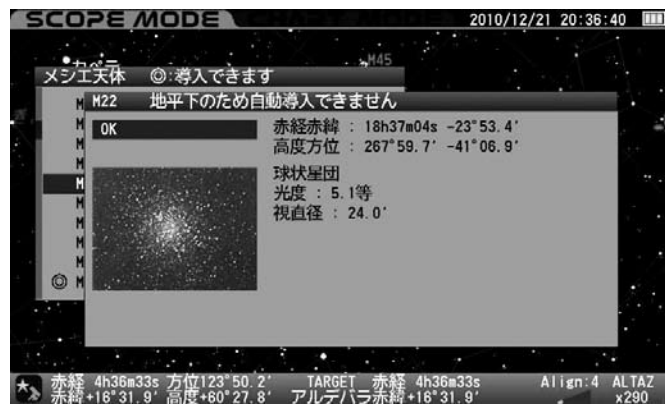 SCOPE MODE
2010/12/21 20:36:40
M45
カペラ
メシエ天体 ◎:導入できます
M22 地平下のため自動導入できません
OK
赤経赤緯 : 18h37m04s -23°53.4'
高度方位 : 267°59.7' -41°06.9'
球状星団
光度 : 5.1等
視直径 : 24.0'
M
M
M
M
M
M
M
M
M
◎ M
赤経 4h36m33s 方位123°50.2' TARGET 赤経 4h36m33s Align:4 ALTAZ
赤緯+16°31.9' 高度+60°27.8' アルデバラ赤緯+16°31.9' x290